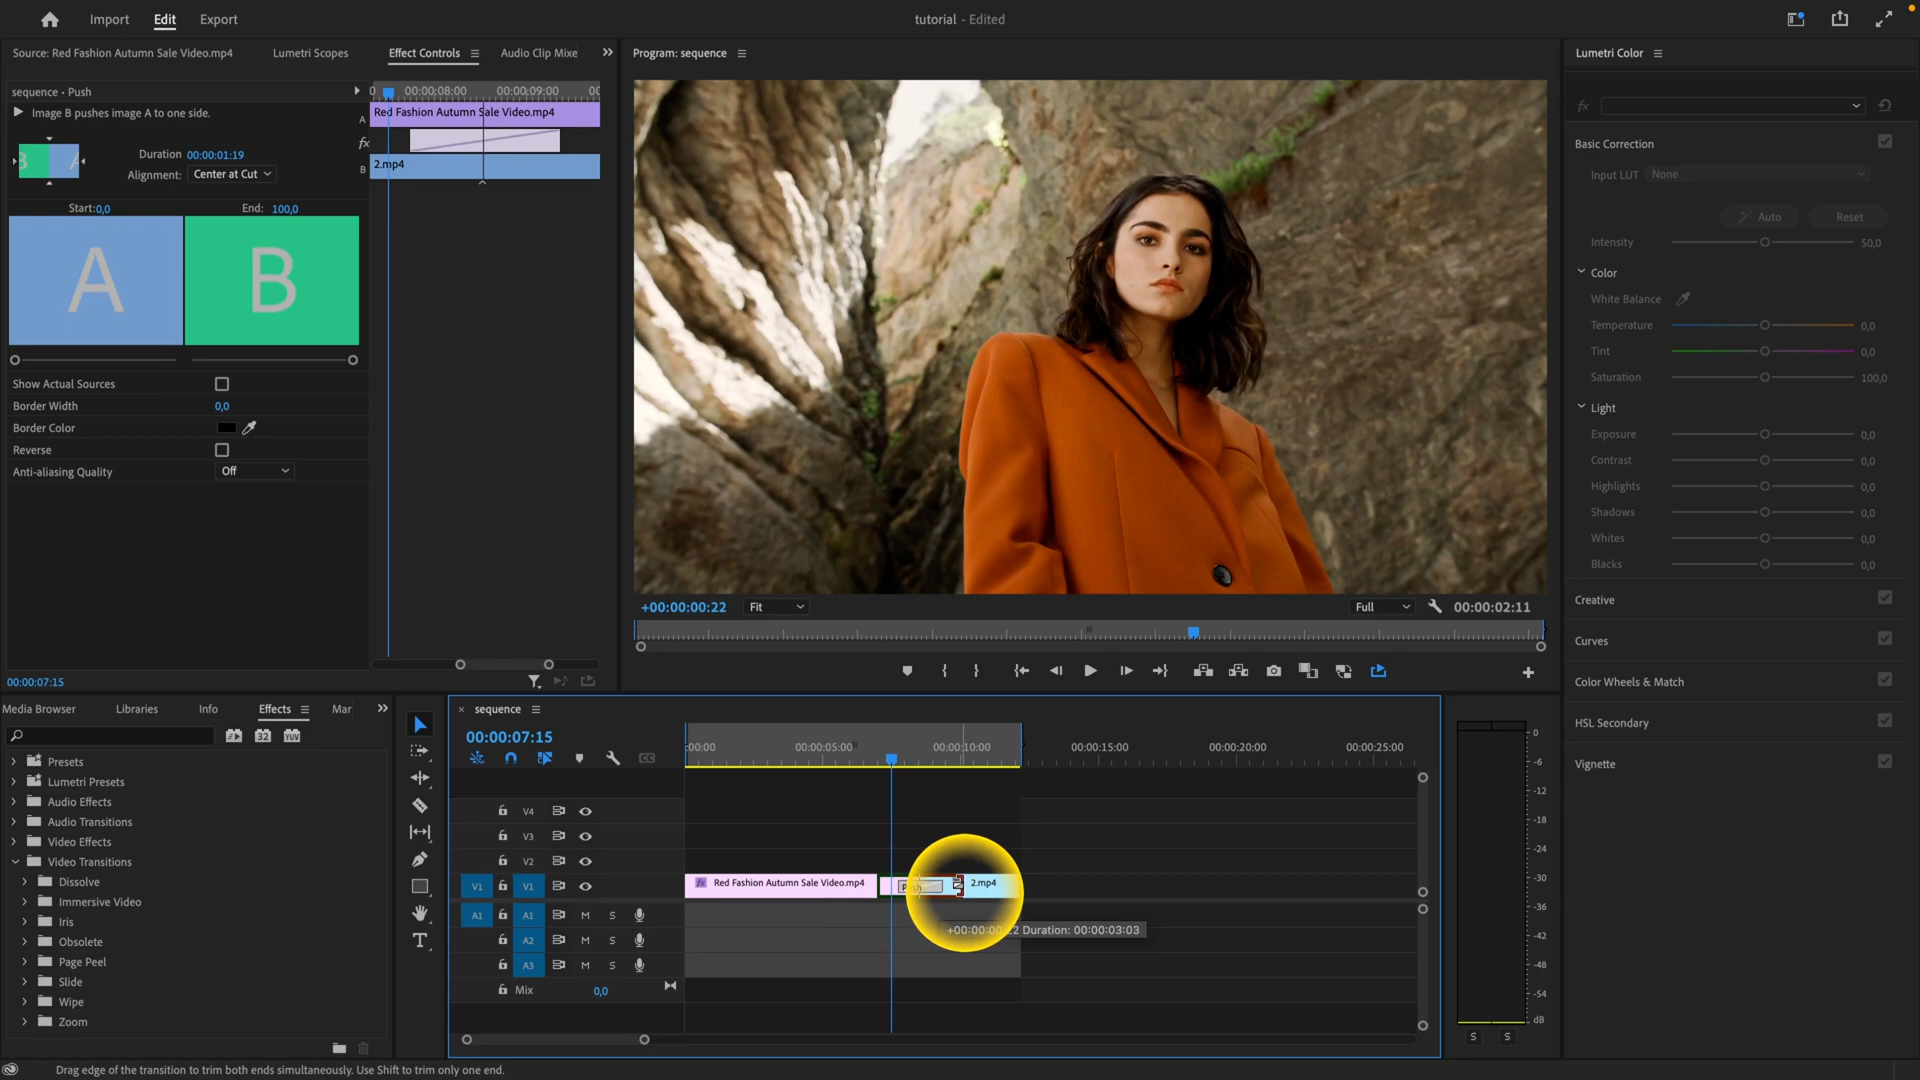 Import
Edit
Export
tutorial - Edited
Source: Red Fashion Autumn Sale Video.mp4
Lumetri Scopes
Effect Controls
Audio Clip Mixe
Program: sequence
Lumetri Color
sequence • Push
0
00:00:08:00
00:00:09:00
00
Image B pushes image A to one side.
A
Red Fashion Autumn Sale Video.mp4
fx
B
2.mp4
Duration 00:00:01:19
Alignment: Center at Cut
Start: 0,0
End: 100,0
A
B
Show Actual Sources
Border Width 0,0
Border Color
Reverse
Anti-aliasing Quality Off
00:00:07:15
+00:00:00:22
Fit
Full
00:00:02:11
fx
Basic Correction
Input LUT None
Auto
Reset
Intensity 50,0
Color
White Balance
Temperature 0,0
Tint 0,0
Saturation 100,0
Light
Exposure 0,0
Contrast 0,0
Highlights 0,0
Shadows 0,0
Whites 0,0
Blacks 0,0
Creative
Curves
Color Wheels & Match
HSL Secondary
Vignette
Media Browser
Libraries
Info
Effects
Mar
32
YUV
Presets
Lumetri Presets
Audio Effects
Audio Transitions
Video Effects
Video Transitions
Dissolve
Immersive Video
Iris
Obsolete
Page Peel
Slide
Wipe
Zoom
T
× sequence
00:00:07:15
CC
:00:00
00:00:05:00
00:00:10:00
00:00:15:00
00:00:20:00
00:00:25:00
V4
V3
V2
V1 V1
fx Red Fashion Autumn Sale Video.mp4
Push
2.mp4
A1 A1 M S
+00:00:00:22 Duration: 00:00:03:03
A2 M S
A3 M S
Mix 0,0
0
-6
-12
-18
-24
-30
-36
-42
-48
-54
dB
S S
Drag edge of the transition to trim both ends simultaneously. Use Shift to trim only one end.